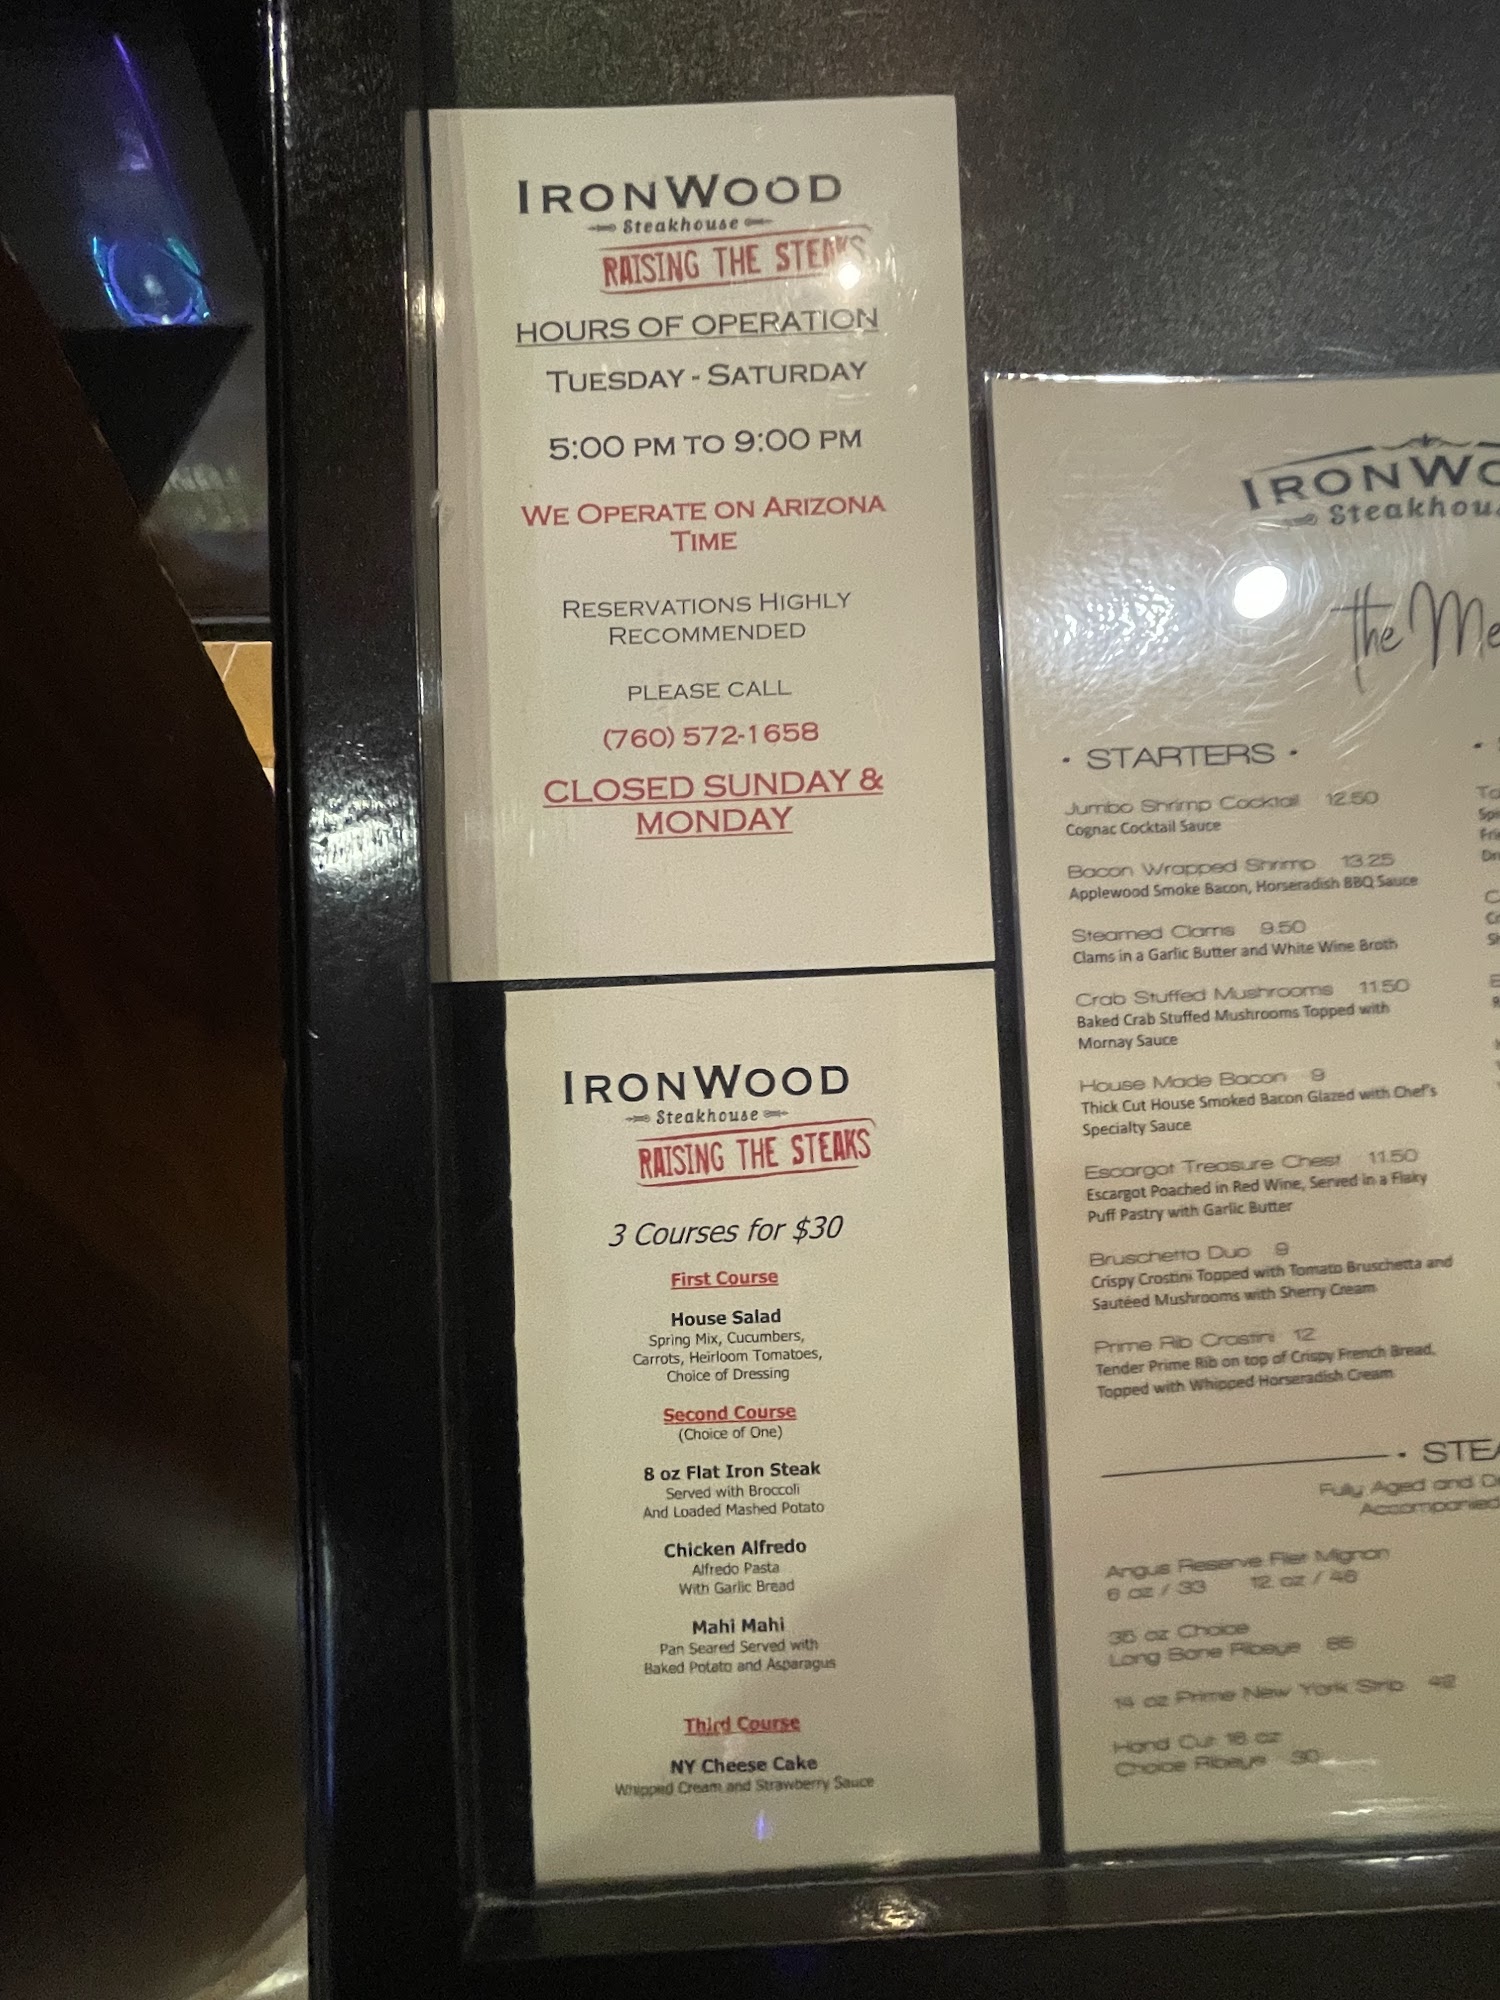 IRONWOOD
Steakhouse
RAISING THE STEAKS
HOURS OF OPERATION
TUESDAY - SATURDAY
5:00 PM TO 9:00 PM
WE OPERATE ON ARIZONA
TIME
RESERVATIONS HIGHLY
RECOMMENDED
PLEASE CALL
(760) 572-1658
CLOSED SUNDAY &
MONDAY
IRONWOOD
Steakhouse
RAISING THE STEAKS
3 Courses for $30
First Course
House Salad
Spring Mix, Cucumbers,
Carrots, Heirloom Tomatoes,
Choice of Dressing
Second Course
(Choice of One)
8 oz Flat Iron Steak
Served with Broccoli
And Loaded Mashed Potato
Chicken Alfredo
Alfredo Pasta
With Garlic Bread
Mahi Mahi
Pan Seared Served with
Baked Potato and Asparagus
Third Course
NY Cheese Cake
Whipped Cream and Strawberry Sauce
IRONWO
Steakhous
the Me
• STARTERS •
Jumbo Shrimp Cocktail 12.50
Cognac Cocktail Sauce
Bacon Wrapped Shrimp 13.25
Applewood Smoke Bacon, Horseradish BBQ Sauce
Steamed Clams 9.50
Clams in a Garlic Butter and White Wine Broth
Crab Stuffed Mushrooms 11.50
Baked Crab Stuffed Mushrooms Topped with
Mornay Sauce
House Made Bacon 9
Thick Cut House Smoked Bacon Glazed with Chef's
Specialty Sauce
Escargot Treasure Chest 11.50
Escargot Poached in Red Wine, Served in a Flaky
Puff Pastry with Garlic Butter
Bruschetta Duo 9
Crispy Crostini Topped with Tomato Bruschetta and
Sautéed Mushrooms with Sherry Cream
Prime Rib Crostini 12
Tender Prime Rib on top of Crispy French Bread,
Topped with Whipped Horseradish Cream
• STEA
Fully Aged and
Accompanied
Angus Reserve Filet Mignon
6 oz / 33 12 oz / 46
35 oz Choice
Long Bone Ribeye 85
14 oz Prime New York Strip 42
Hand Cut 16 oz
Choice Ribeye 30